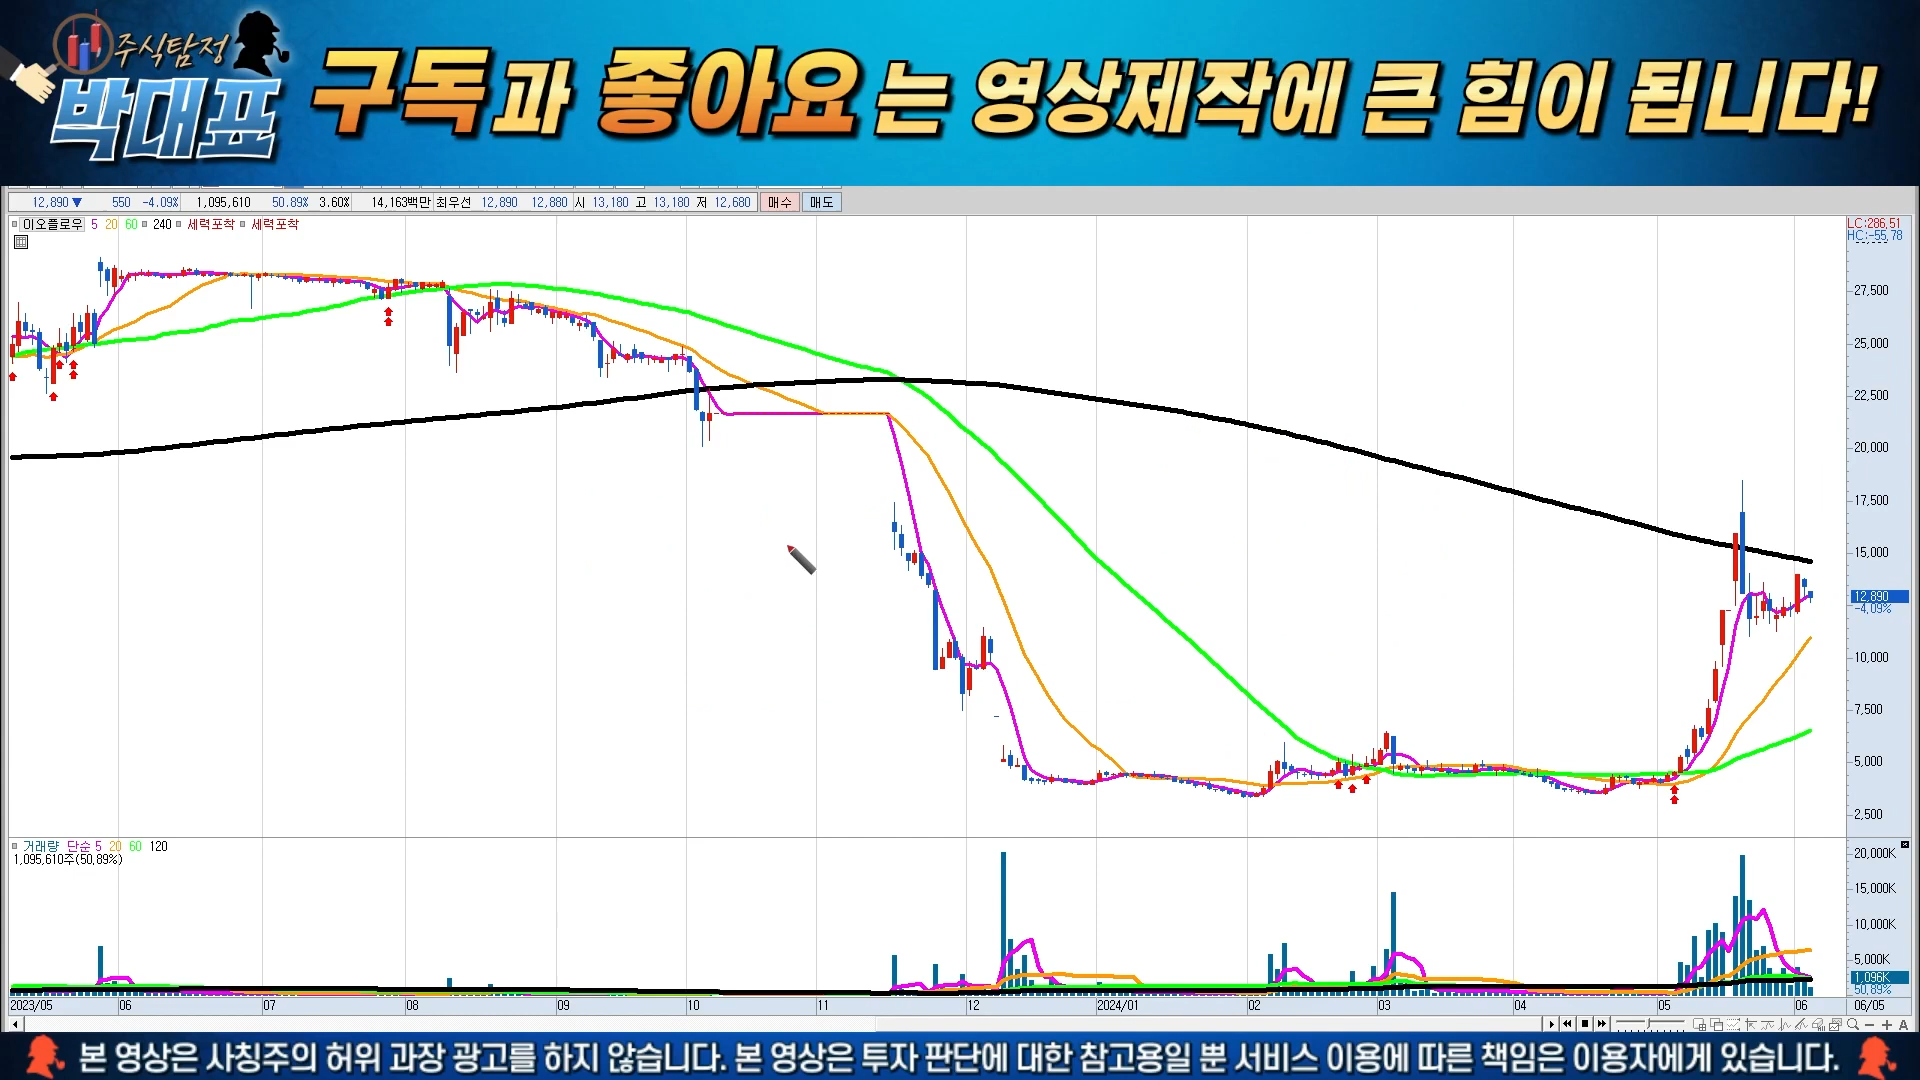 주식탐정
박대표
구독과 좋아요는 영상제작에 큰 힘이 됩니다!
12,890 ▼ 550 -4.09% 1,095,610 50.89% 3.60% 14,163백만 최우선 12,890 12,880 시 13,180 고 13,180 저 12,680 매수 매도
이오플로우 5 20 60 240 세력포착 세력포착
LC:286,51
HC:-55,78
27,500
25,000
22,500
20,000
17,500
15,000
12,890
-4,09%
10,000
7,500
5,000
2,500
거래량 단순 5 20 60 120
1,095,610주(50,89%)
20,000K
15,000K
10,000K
5,000K
1,096K
50,89%
2023/05 06 07 08 09 10 11 12 2024/01 02 03 04 05 06 06/05
A
본 영상은 사칭주의 허위 과장 광고를 하지 않습니다. 본 영상은 투자 판단에 대한 참고용일 뿐 서비스 이용에 따른 책임은 이용자에게 있습니다.